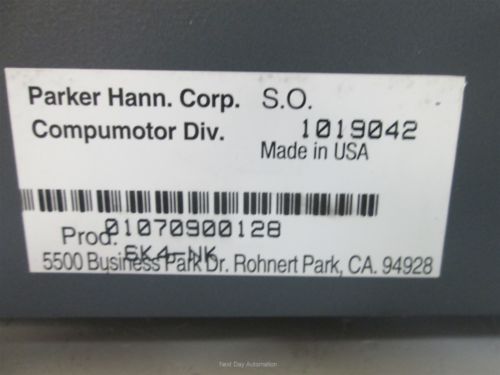 Parker Hann. Corp. S.O.
Compumotor Div. 1019042
Made in USA
01070900128
Prod. 6K4-NK
5500 Business Park Dr. Rohnert Park, CA. 94928
Next Day Automation